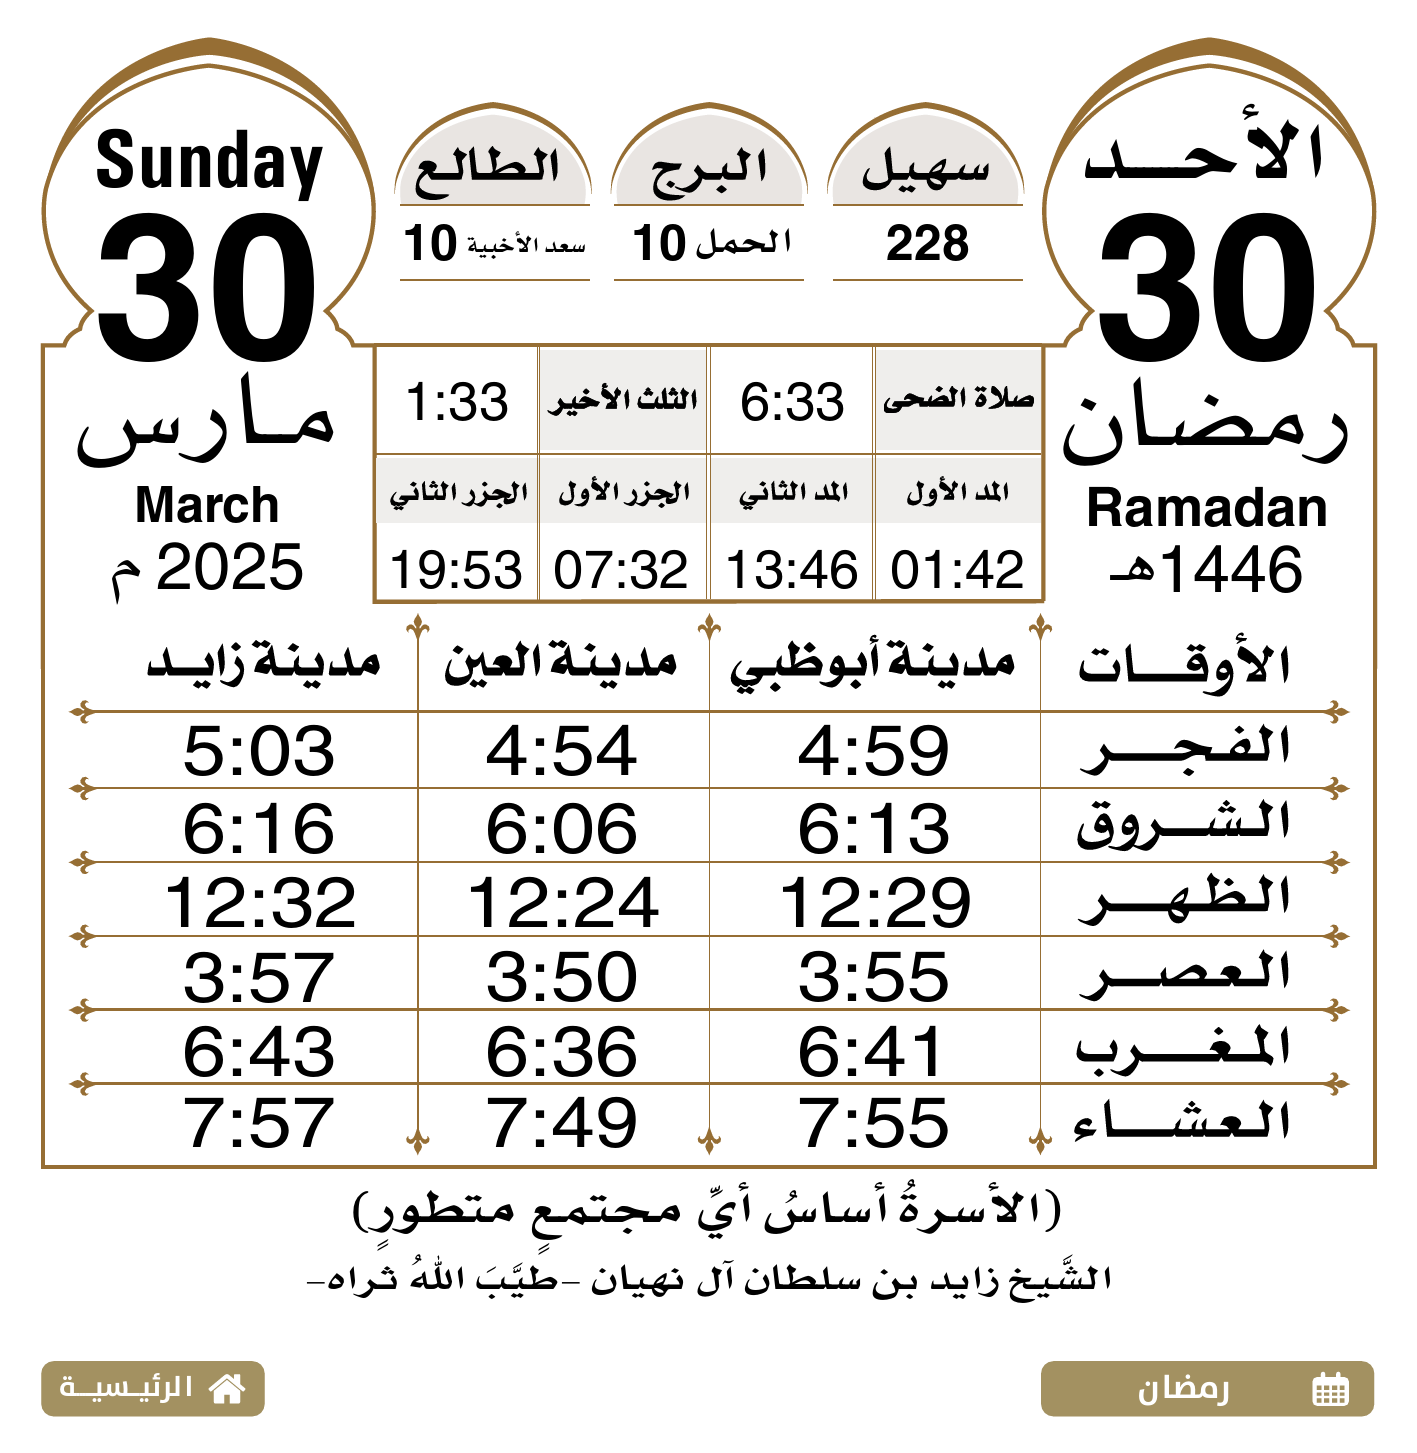 الأحد
30
رمضان
Ramadan
1446هـ
سهيل
228
البرج
الحمل 10
الطالع
سعد الأخبية 10
Sunday
30
مارس
March
2025 م
صلاة الضحى 6:33 الثلث الأخير 1:33
المد الأول المد الثاني الجزر الأول الجزر الثاني
01:42 13:46 07:32 19:53
الأوقات مدينة أبوظبي مدينة العين مدينة زايد
الفجر 4:59 4:54 5:03
الشروق 6:13 6:06 6:16
الظهر 12:29 12:24 12:32
العصر 3:55 3:50 3:57
المغرب 6:41 6:36 6:43
العشاء 7:55 7:49 7:57
(الأسرةُ أساسُ أيِّ مجتمعٍ متطورٍ)
الشَّيخ زايد بن سلطان آل نهيان –طيَّبَ اللهُ ثراه–
رمضان
الرئيسية